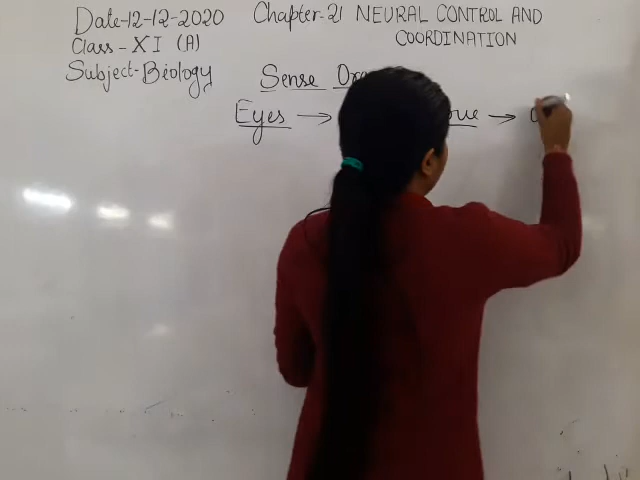 Date-12-12-2020 Chapter-21 NEURAL CONTROL AND
Class-XI (A) COORDINATION
Subject-Biology
Sense
Eyes → →